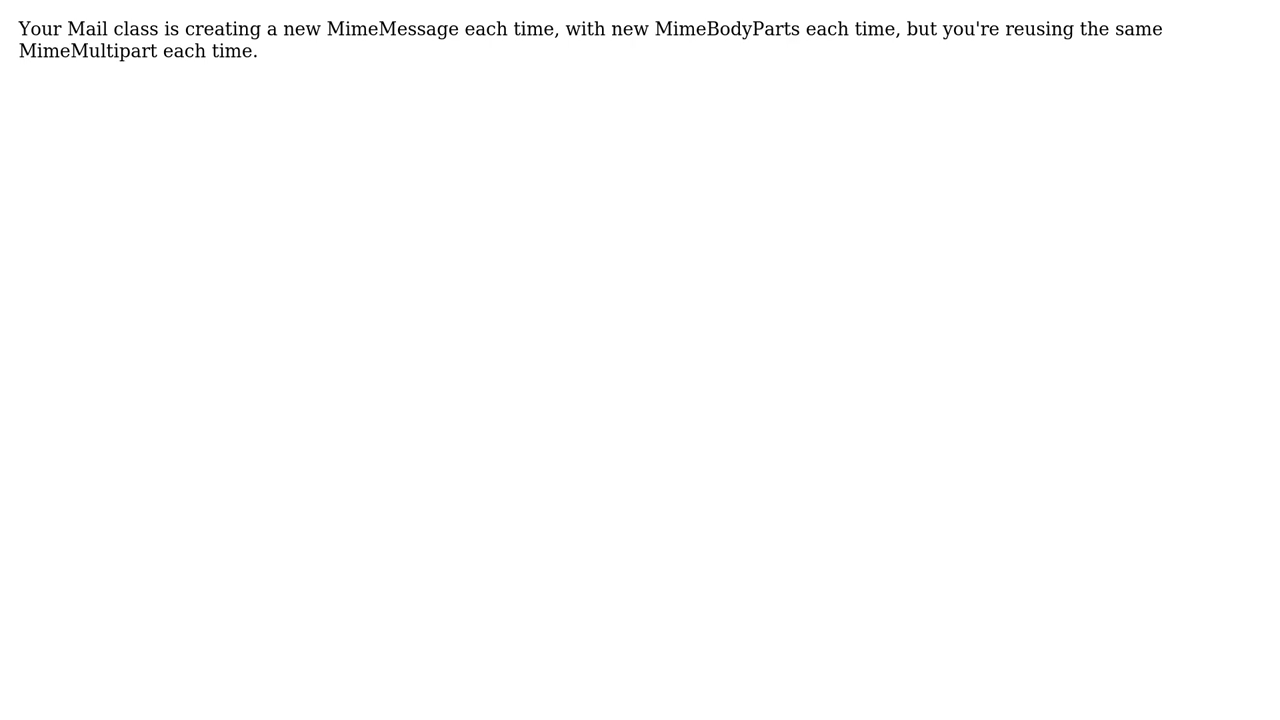 Your Mail class is creating a new MimeMessage each time, with new MimeBodyParts each time, but you're reusing the same
MimeMultipart each time.